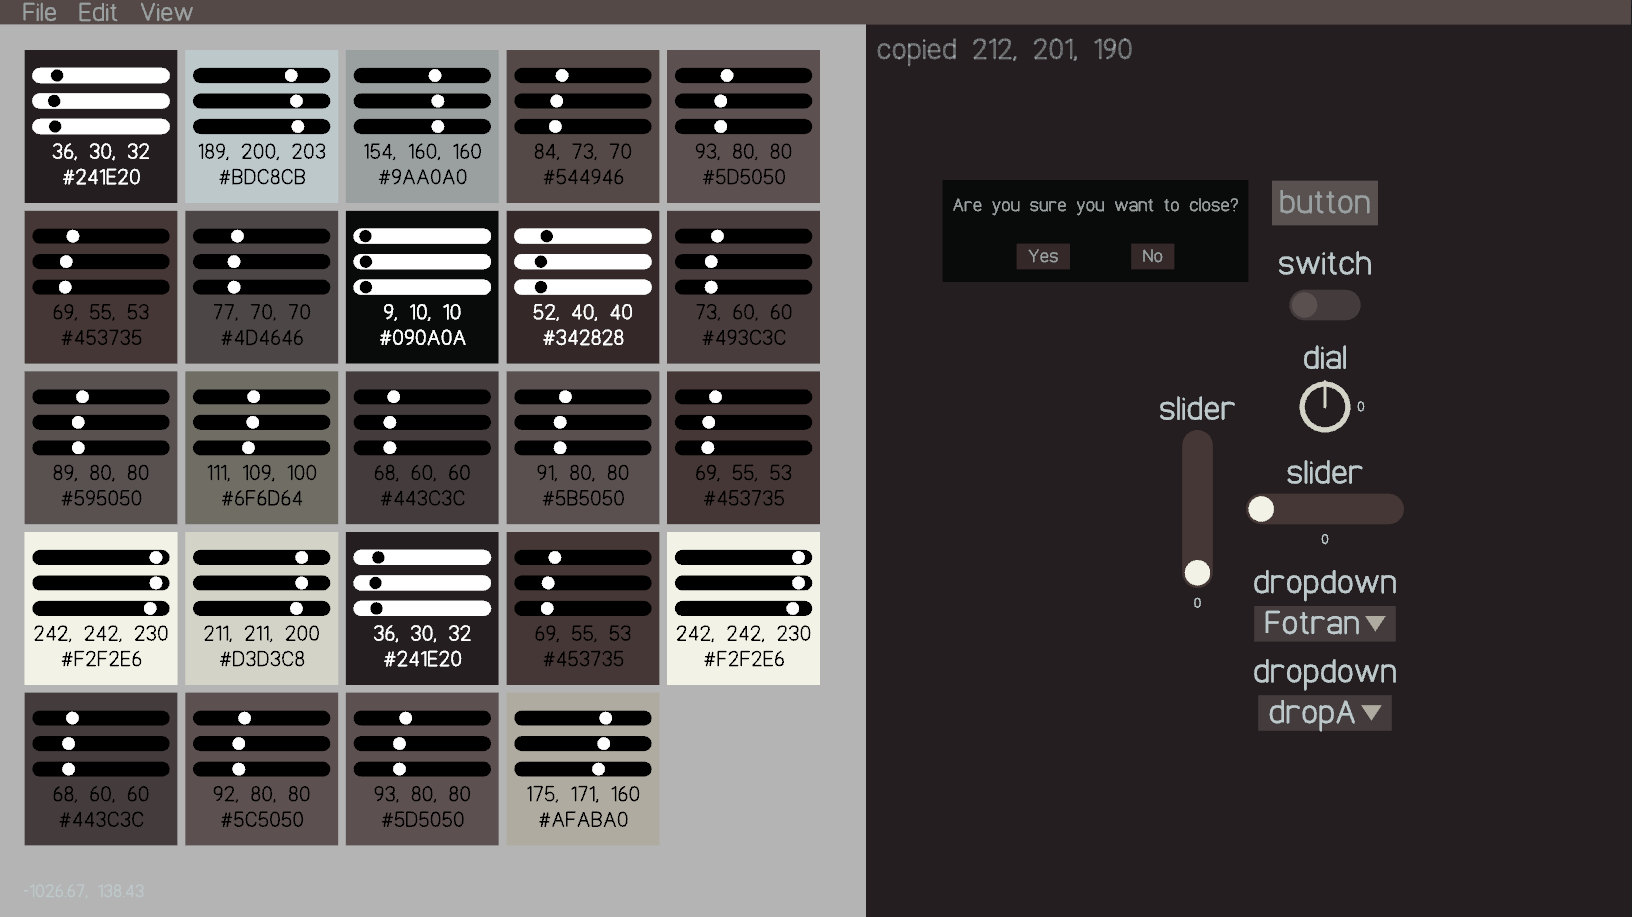 File Edit View
copied 212, 201, 190
36, 30, 32
#241E20
189, 200, 203
#BDC8CB
154, 160, 160
#9AA0A0
84, 73, 70
#544946
93, 80, 80
#5D5050
69, 55, 53
#453735
77, 70, 70
#4D4646
9, 10, 10
#090A0A
52, 40, 40
#342828
73, 60, 60
#493C3C
89, 80, 80
#595050
111, 109, 100
#6F6D64
68, 60, 60
#443C3C
91, 80, 80
#5B5050
69, 55, 53
#453735
242, 242, 230
#F2F2E6
211, 211, 200
#D3D3C8
36, 30, 32
#241E20
69, 55, 53
#453735
242, 242, 230
#F2F2E6
68, 60, 60
#443C3C
92, 80, 80
#5C5050
93, 80, 80
#5D5050
175, 171, 160
#AFABA0
-1026.67, 138.43
Are you sure you want to close?
Yes No
button
switch
dial
0
slider
0
slider
0
dropdown
Fotran
dropdown
dropA